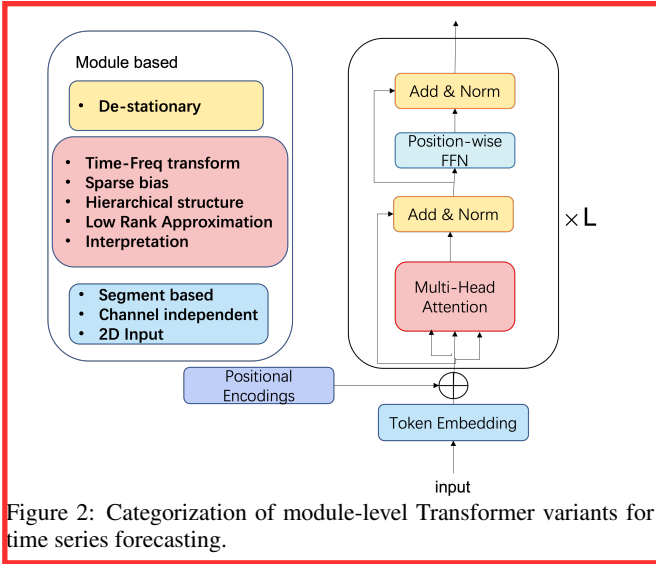 Module based
• De-stationary
• Time-Freq transform
• Sparse bias
• Hierarchical structure
• Low Rank Approximation
• Interpretation
• Segment based
• Channel independent
• 2D Input
Add & Norm
Position-wise
FFN
Add & Norm
× L
Multi-Head
Attention
Positional
Encodings
Token Embedding
input
Figure 2: Categorization of module-level Transformer variants for
time series forecasting.